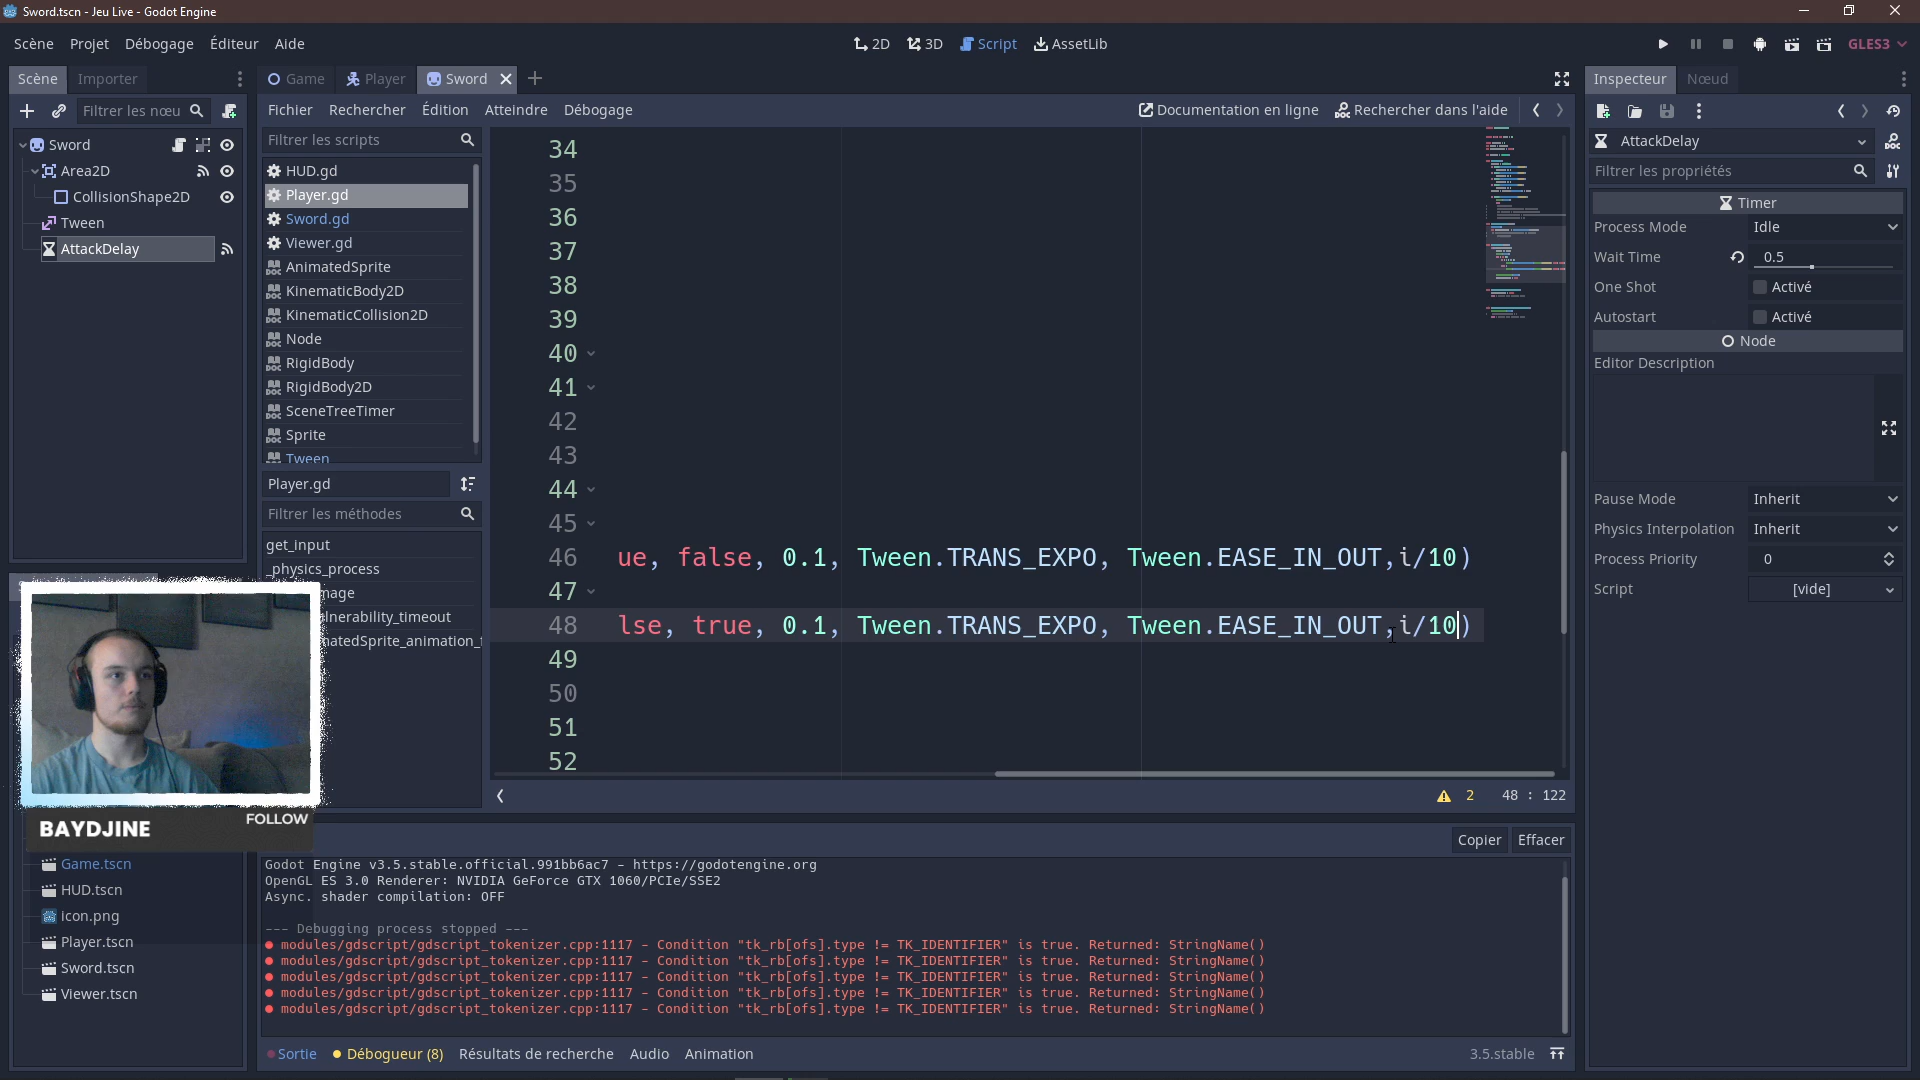 Sword.tscn - Jeu Live - Godot Engine
Scène Projet Débogage Éditeur Aide
2D 3D Script AssetLib
GLES3
Scène Importer
Game Player Sword
Inspecteur Nœud
Filtrer les nœu
Fichier Rechercher Édition Atteindre Débogage
Documentation en ligne Rechercher dans l'aide
Sword
Area2D
CollisionShape2D
Tween
AttackDelay
Filtrer les scripts
HUD.gd
Player.gd
Sword.gd
Viewer.gd
AnimatedSprite
KinematicBody2D
KinematicCollision2D
Node
RigidBody
RigidBody2D
SceneTreeTimer
Sprite
Tween
Player.gd
Filtrer les méthodes
get_input
_physics_process
mage
lnerability_timeout
natedSprite_animation_f
34
35
36
37
38
39
40
41
42
43
44
45
46 ue, false, 0.1, Tween.TRANS_EXPO, Tween.EASE_IN_OUT,i/10)
47
48 lse, true, 0.1, Tween.TRANS_EXPO, Tween.EASE_IN_OUT,i/10)
49
50
51
52
2 48 : 122
AttackDelay
Filtrer les propriétés
Timer
Process Mode Idle
Wait Time 0.5
One Shot Activé
Autostart Activé
Node
Editor Description
Pause Mode Inherit
Physics Interpolation Inherit
Process Priority 0
Script [vide]
BAYDJINE FOLLOW
Game.tscn
HUD.tscn
icon.png
Player.tscn
Sword.tscn
Viewer.tscn
Copier Effacer
Godot Engine v3.5.stable.official.991bb6ac7 - https://godotengine.org
OpenGL ES 3.0 Renderer: NVIDIA GeForce GTX 1060/PCIe/SSE2
Async. shader compilation: OFF
--- Debugging process stopped ---
modules/gdscript/gdscript_tokenizer.cpp:1117 - Condition "tk_rb[ofs].type != TK_IDENTIFIER" is true. Returned: StringName()
modules/gdscript/gdscript_tokenizer.cpp:1117 - Condition "tk_rb[ofs].type != TK_IDENTIFIER" is true. Returned: StringName()
modules/gdscript/gdscript_tokenizer.cpp:1117 - Condition "tk_rb[ofs].type != TK_IDENTIFIER" is true. Returned: StringName()
modules/gdscript/gdscript_tokenizer.cpp:1117 - Condition "tk_rb[ofs].type != TK_IDENTIFIER" is true. Returned: StringName()
modules/gdscript/gdscript_tokenizer.cpp:1117 - Condition "tk_rb[ofs].type != TK_IDENTIFIER" is true. Returned: StringName()
Sortie Débogueur (8) Résultats de recherche Audio Animation
3.5.stable